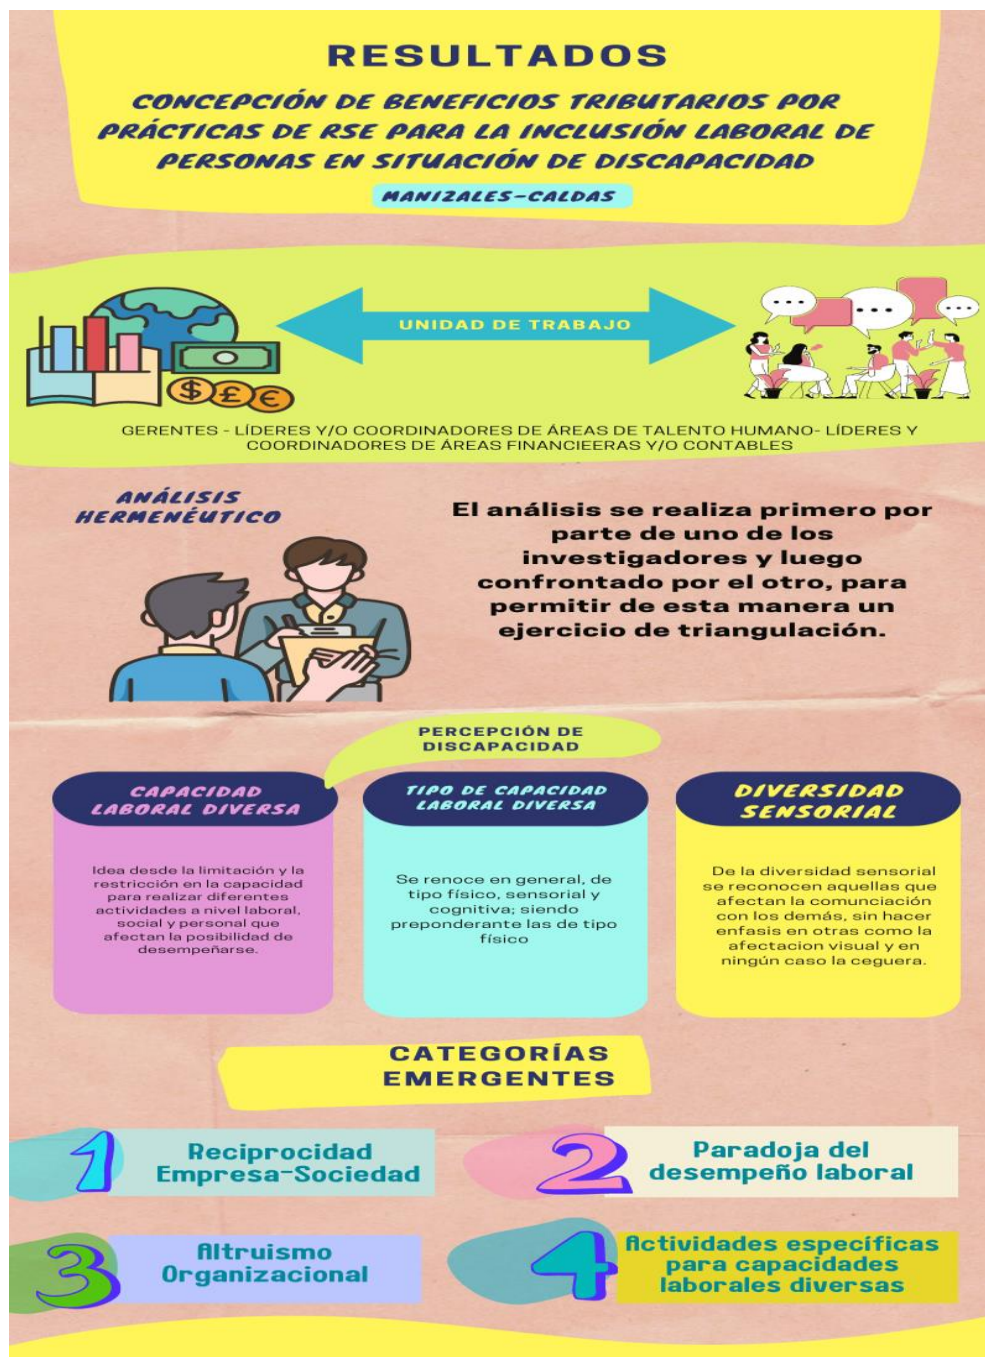 RESULTADOS
CONCEPCIÓN DE BENEFICIOS TRIBUTARIOS POR
PRÁCTICAS DE RSE PARA LA INCLUSIÓN LABORAL DE
PERSONAS EN SITUACIÓN DE DISCAPACIDAD
MANIZALES-CALDAS
UNIDAD DE TRABAJO
$ £ €
GERENTES - LÍDERES Y/O COORDINADORES DE ÁREAS DE TALENTO HUMANO- LÍDERES Y
COORDINADORES DE ÁREAS FINANCIEERAS Y/O CONTABLES
ANÁLISIS
HERMENÉUTICO
El análisis se realiza primero por
parte de uno de los
investigadores y luego
confrontado por el otro, para
permitir de esta manera un
ejercicio de triangulación.
PERCEPCIÓN DE
DISCAPACIDAD
CAPACIDAD
LABORAL DIVERSA
Idea desde la limitación y la
restricción en la capacidad
para realizar diferentes
actividades a nivel laboral,
social y personal que
afectan la posibilidad de
desempeñarse.
TIPO DE CAPACIDAD
LABORAL DIVERSA
Se renoce en general, de
tipo físico, sensorial y
cognitiva; siendo
preponderante las de tipo
físico
DIVERSIDAD
SENSORIAL
De la diversidad sensorial
se reconocen aquellas que
afectan la comunciación
con los demás, sin hacer
enfasis en otras como la
afectacion visual y en
ningún caso la ceguera.
CATEGORÍAS
EMERGENTES
1
Reciprocidad
Empresa-Sociedad
2
Paradoja del
desempeño laboral
3
Altruismo
Organizacional
4
Actividades específicas
para capacidades
laborales diversas